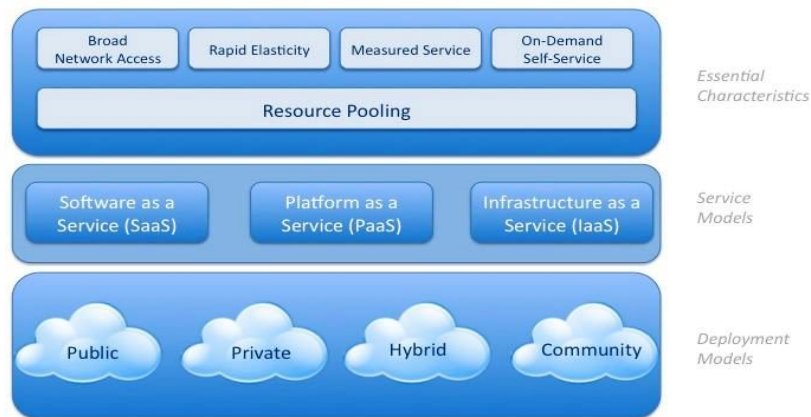 Broad
Network Access
Rapid Elasticity
Measured Service
On-Demand
Self-Service
Resource Pooling
Essential
Characteristics
Software as a
Service (SaaS)
Platform as a
Service (PaaS)
Infrastructure as a
Service (IaaS)
Service
Models
Public
Private
Hybrid
Community
Deployment
Models